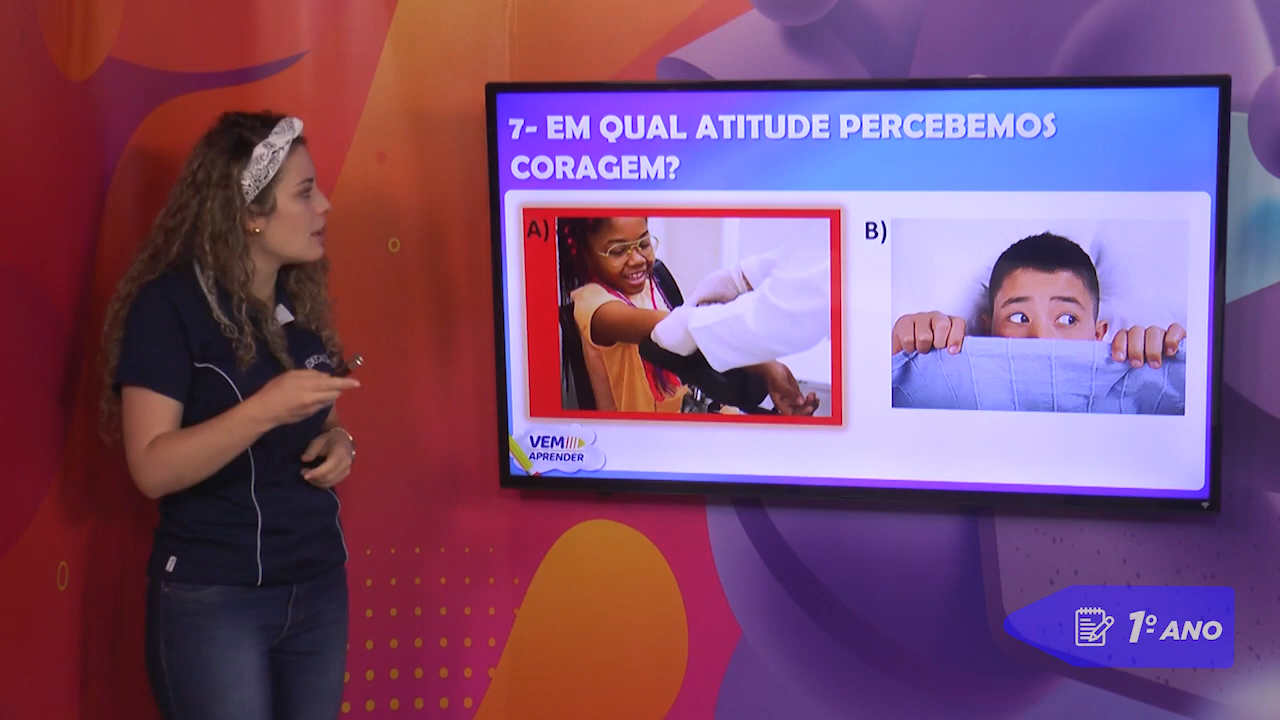 7- EM QUAL ATITUDE PERCEBEMOS
CORAGEM?
A)
B)
VEM
APRENDER
1º ANO